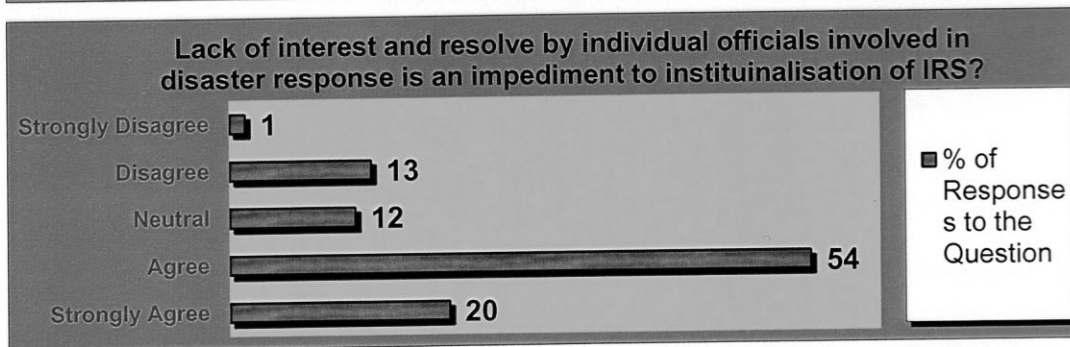 Lack of interest and resolve by individual officials involved in
disaster response is an impediment to instituinalisation of IRS?
Strongly Disagree 1
Disagree 13
Neutral 12
Agree 54
Strongly Agree 20
% of
Response
s to the
Question